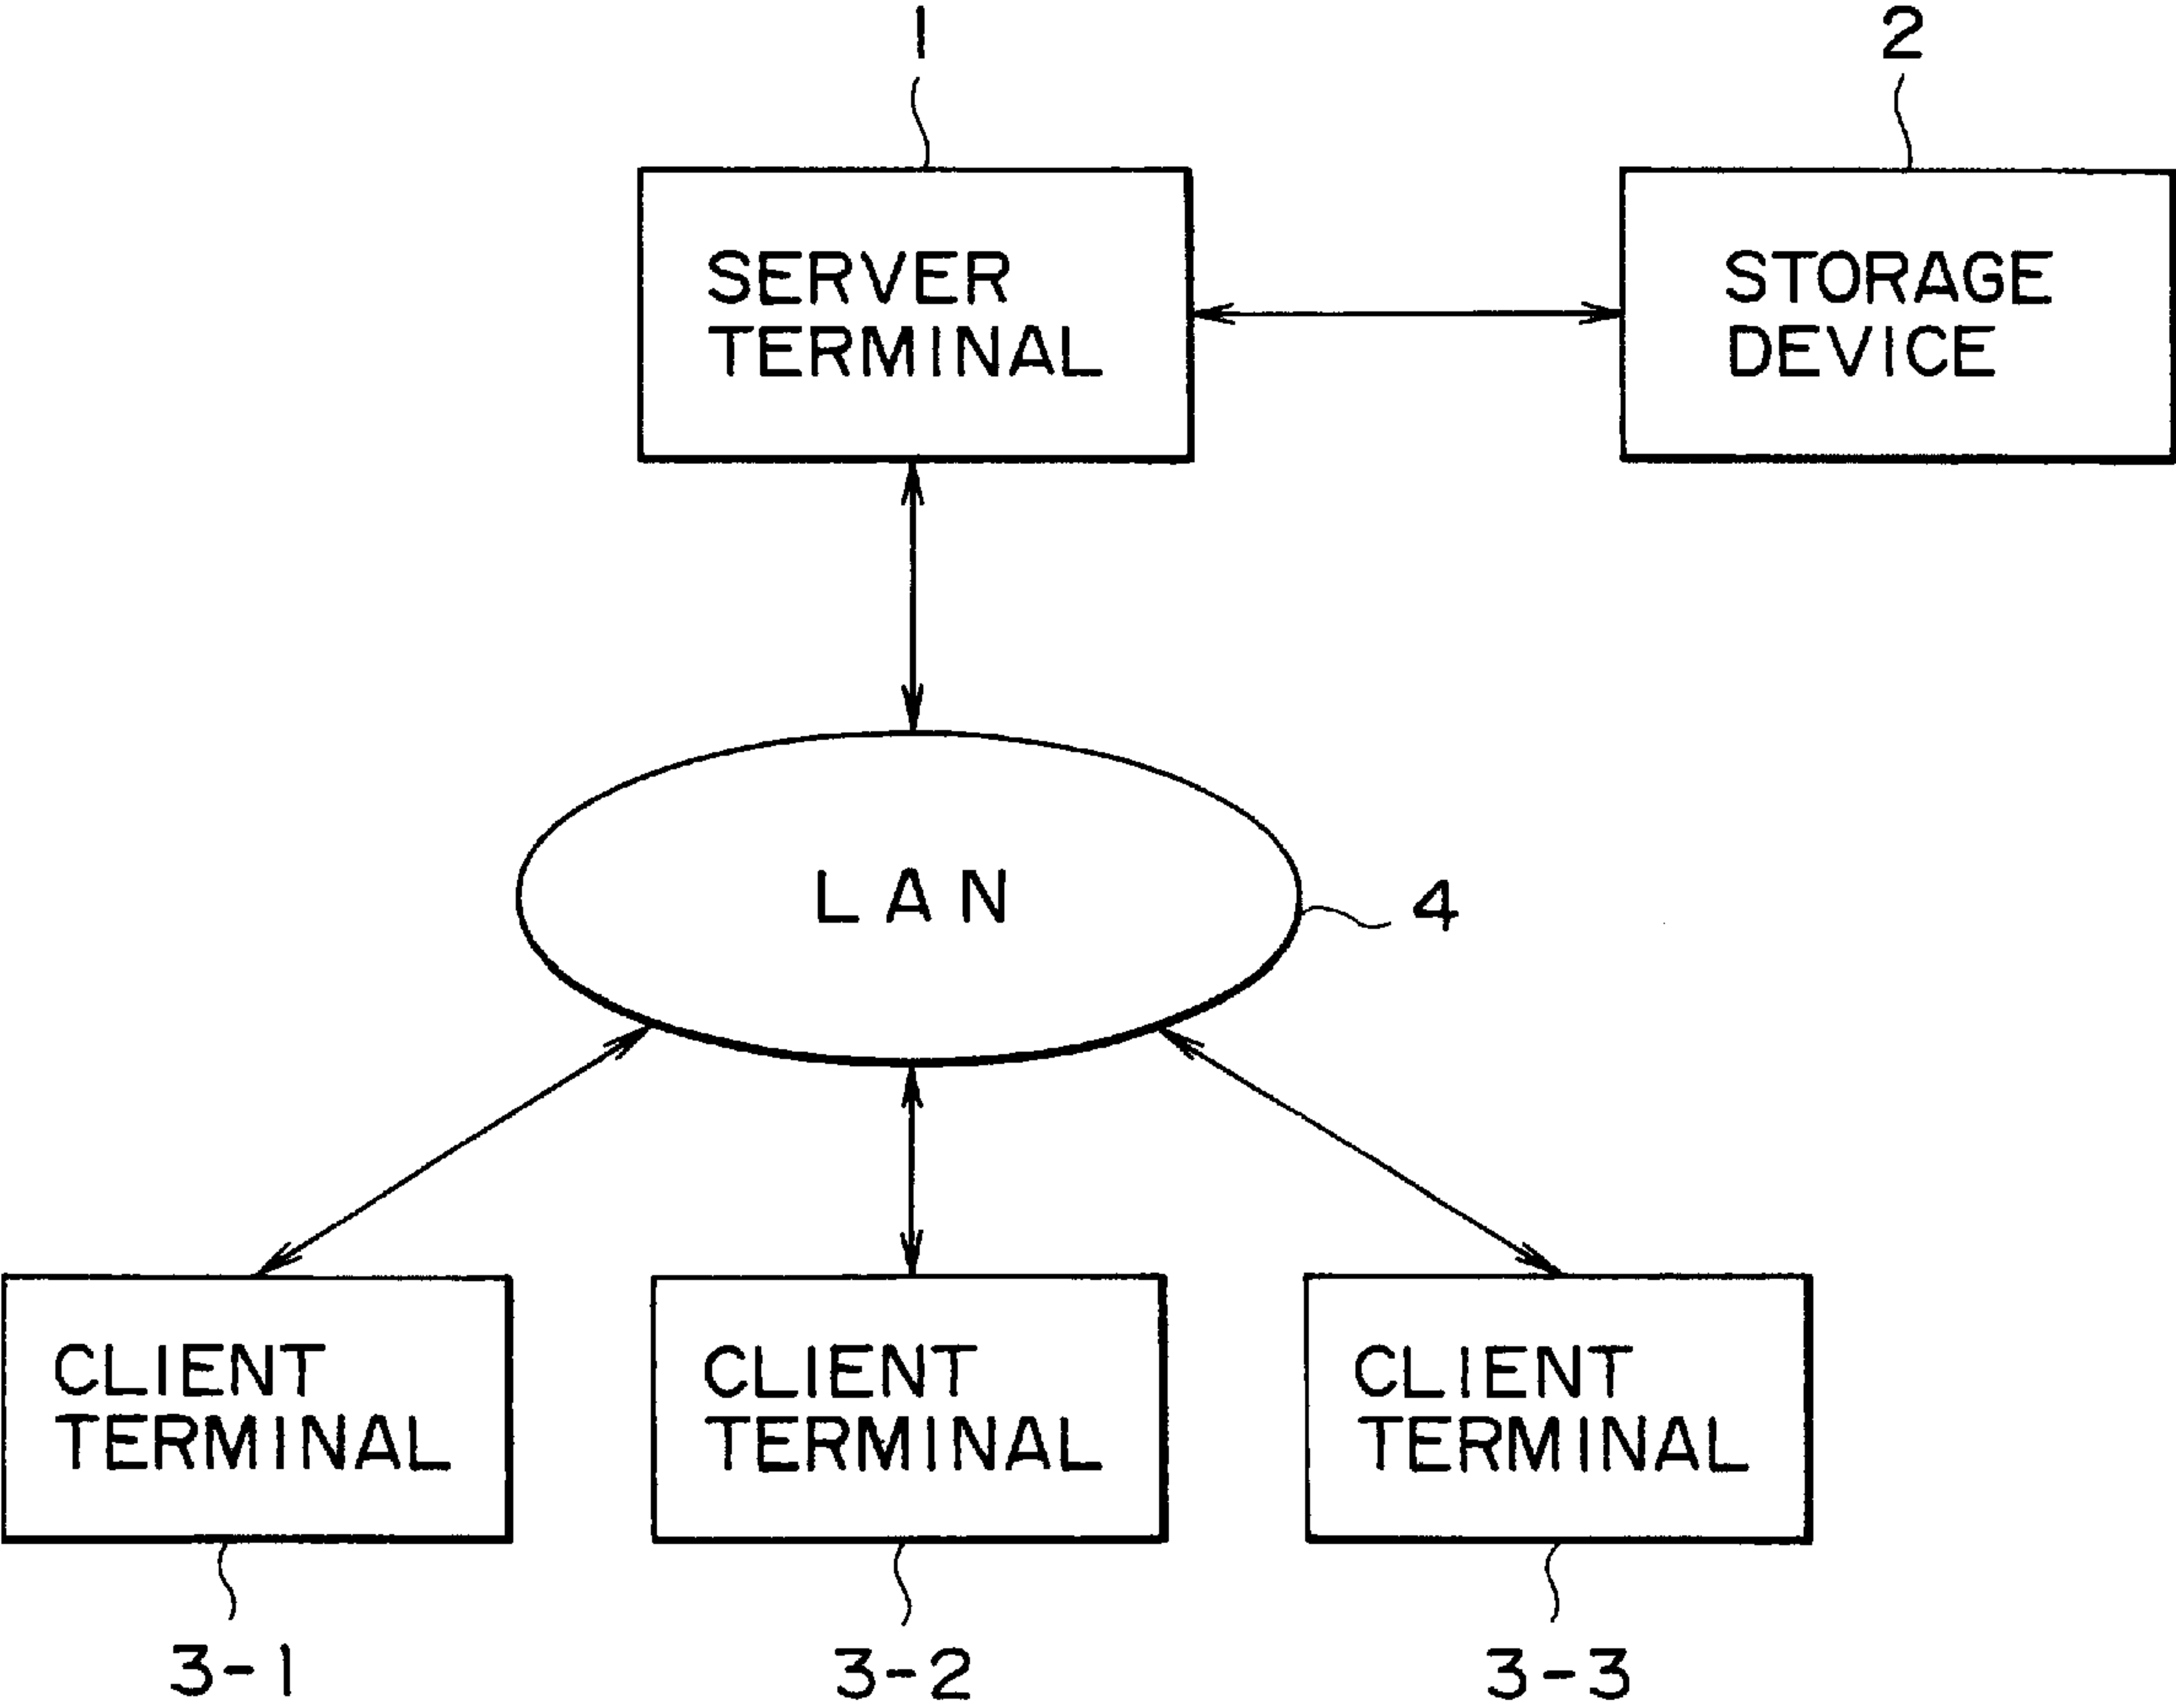 1
2
SERVER
TERMINAL
STORAGE
DEVICE
LAN
4
CLIENT
TERMINAL
CLIENT
TERMINAL
CLIENT
TERMINAL
3-1
3-2
3-3